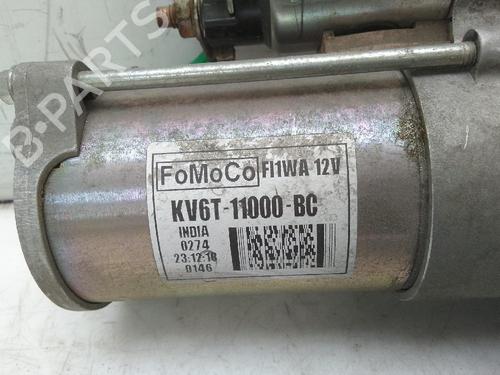 B-PARTS
FoMoCo FI1WA 12V
KV6T-11000-BC
INDIA
0274
23-12-18
0146